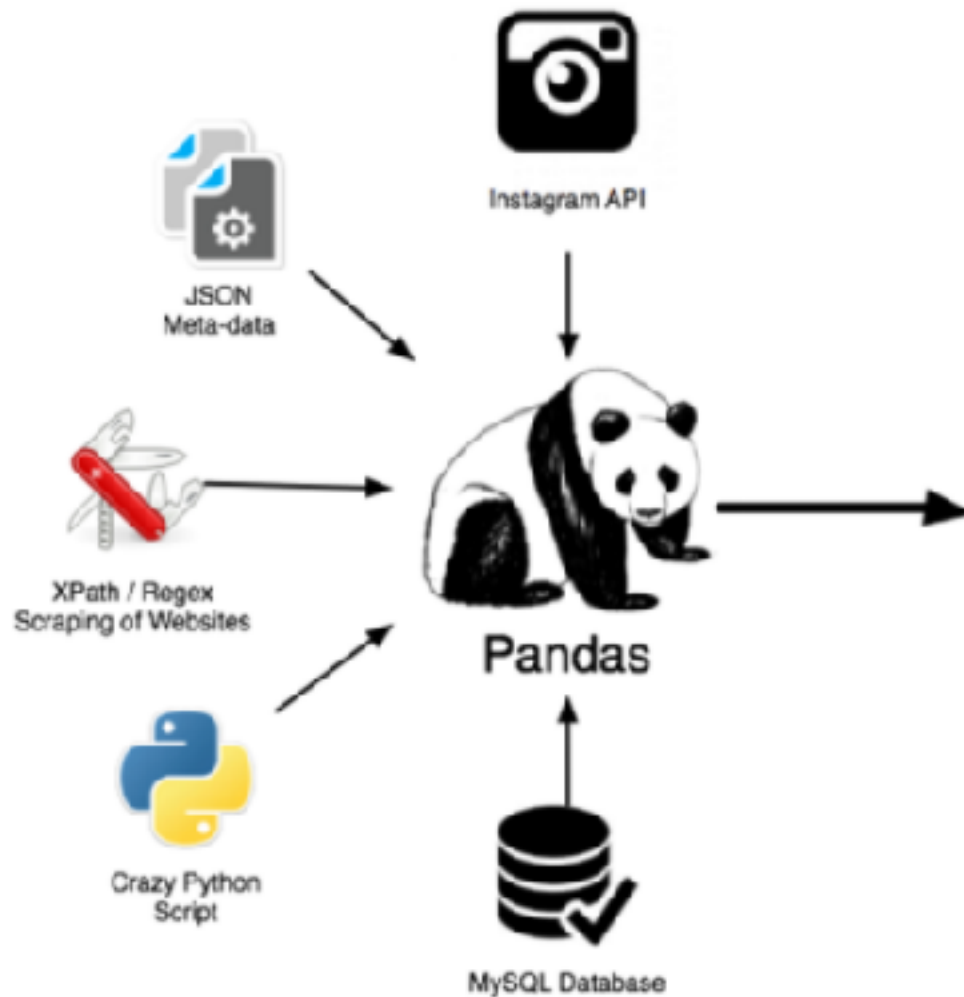 Instagram API
JSON
Meta-data
XPath / Regex
Scraping of Websites
Pandas
Crazy Python
Script
MySQL Database